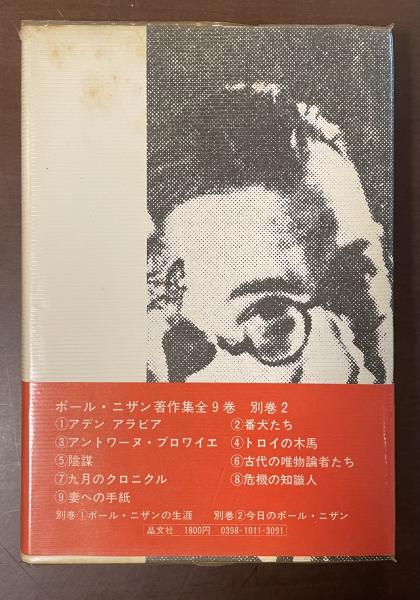 ポール・ニザン著作集全9巻 別巻2
①アデン アラビア ②番犬たち
③アントワーヌ・ブロワイエ ④トロイの木馬
⑤陰謀 ⑥古代の唯物論者たち
⑦九月のクロニクル ⑧危機の知識人
⑨妻への手紙
別巻①ポール・ニザンの生涯 別巻②今日のポール・ニザン
晶文社 1800円 0398-1011-3091